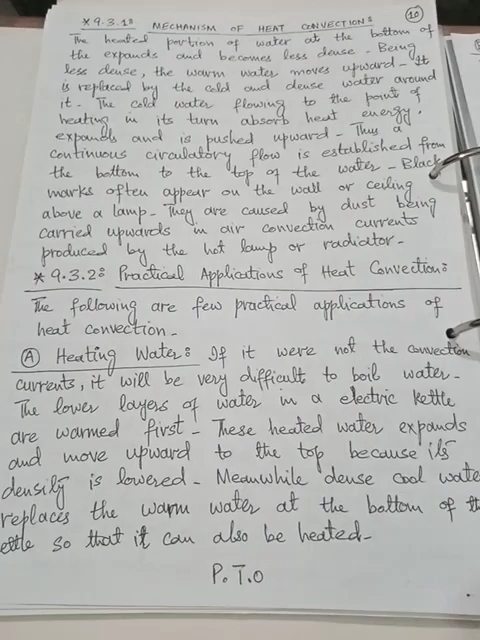 * 9.3.1: MECHANISM OF HEAT CONVECTION: 10
The heated portion of water at the bottom of
the expands and becomes less dense - Being
less dense, the warm water moves upward - It
is replaced by the cold and dense water around
it - The cold water flowing to the point of
heating in its turn absorb heat energy,
expands and is pushed upward - Thus a
continuous circulatory flow is established from
the bottom to the top of the water - Black
marks often appear on the wall or ceiling
above a lamp - They are caused by dust being
carried upwards in air convection currents
produced by the hot lamp or radiator -
* 9.3.2: Practical Applications of Heat Convection:
The following are few practical applications of
heat convection -
(A) Heating Water: If it were not the convection
currents, it will be very difficult to boil water -
The lower layers of water in a electric kettle
are warmed first - These heated water expands
and move upward to the top because its
density is lowered - Meanwhile dense cool wate
replaces the warm water at the bottom of th
ettle so that it can also be heated -
P.T.O